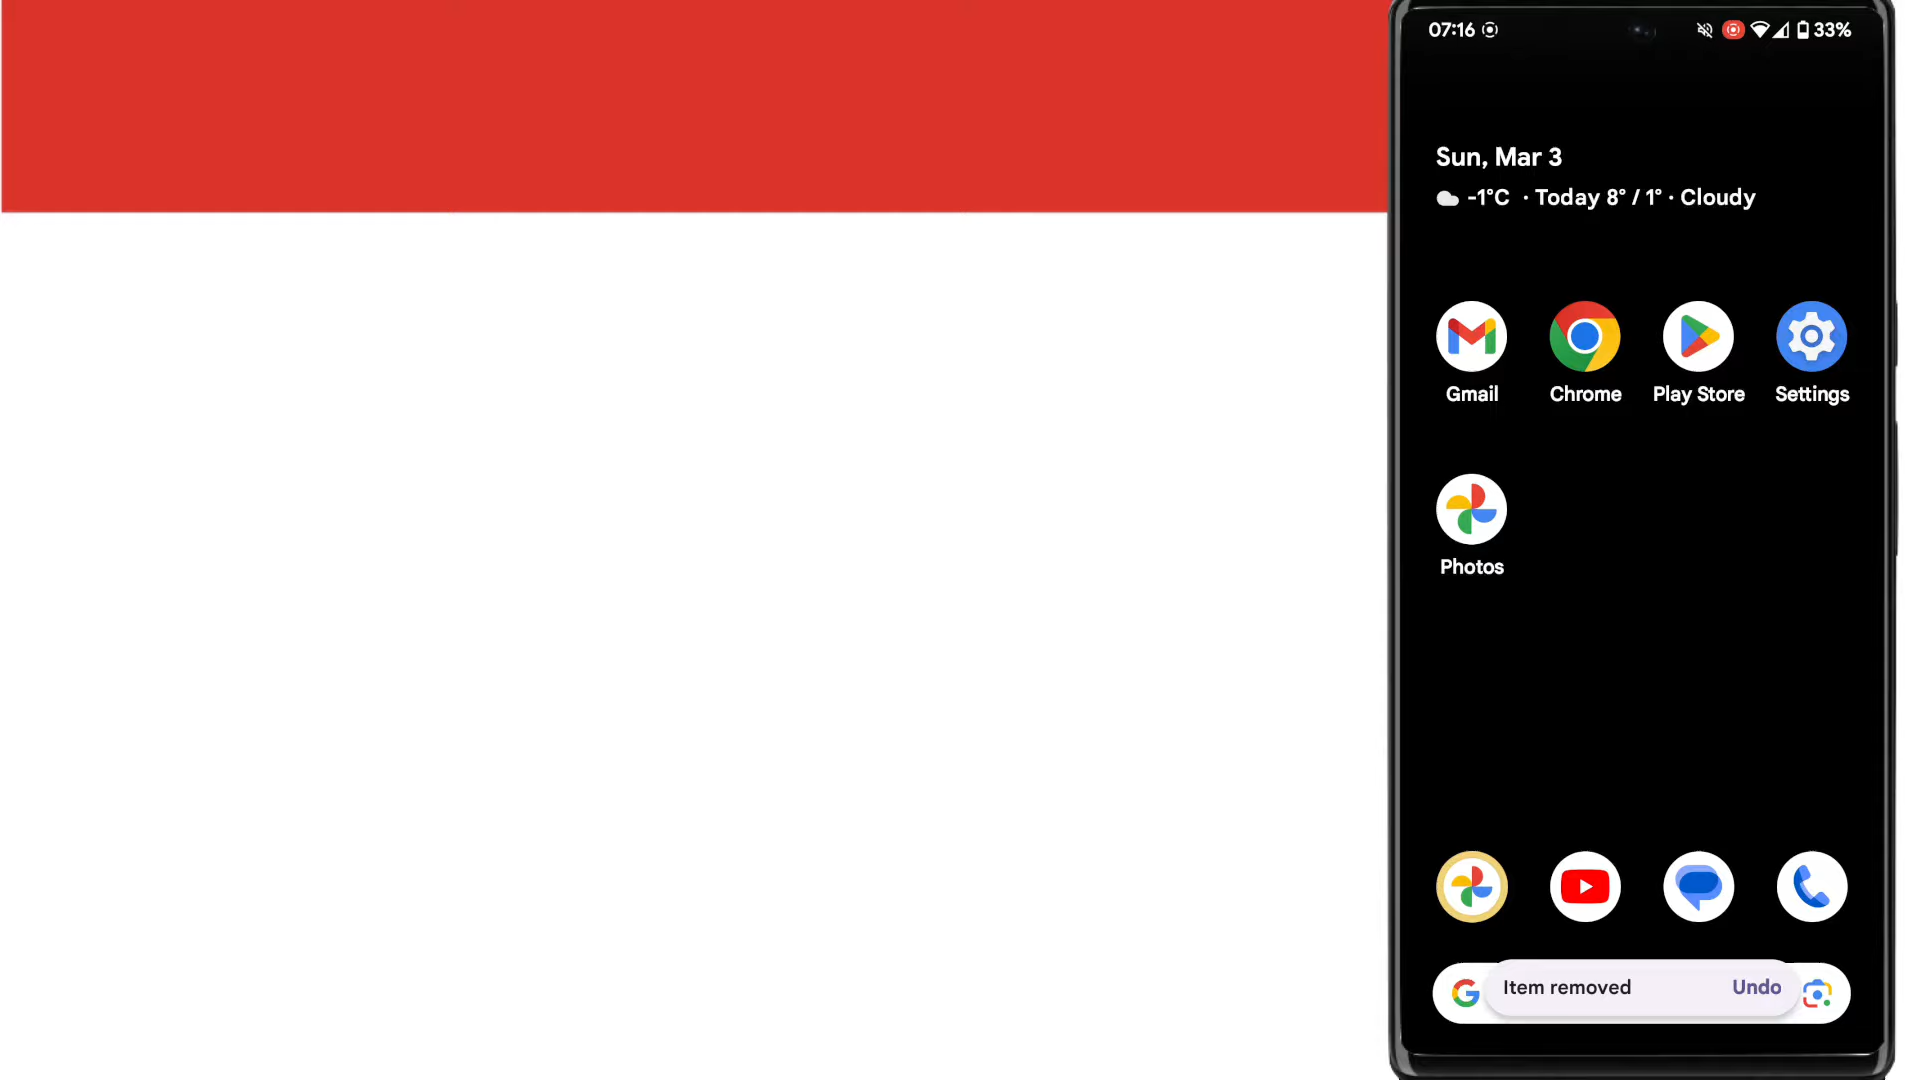 07:16
33%
Sun, Mar 3
-1°C · Today 8° / 1° · Cloudy
Gmail
Chrome
Play Store
Settings
Photos
Item removed
Undo